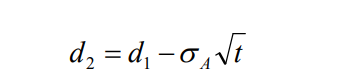 d₂ = d₁ − σ_A√t